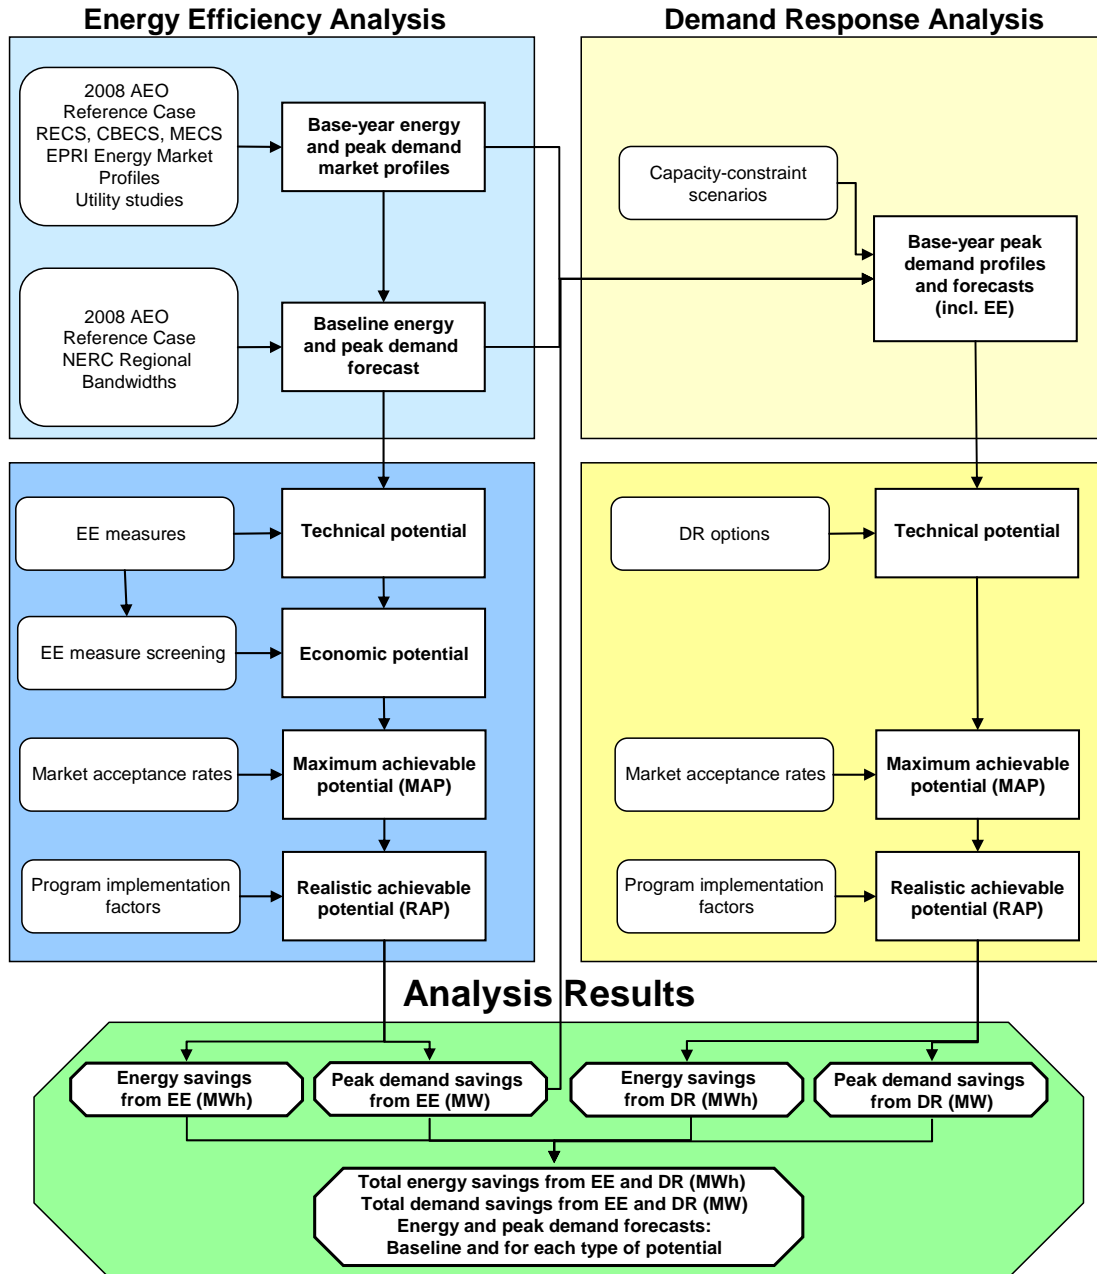 Energy Efficiency Analysis
Demand Response Analysis
2008 AEO
Reference Case
RECS, CBECS, MECS
EPRI Energy Market
Profiles
Utility studies
Base-year energy
and peak demand
market profiles
Capacity-constraint
scenarios
Base-year peak
demand profiles
and forecasts
(incl. EE)
2008 AEO
Reference Case
NERC Regional
Bandwidths
Baseline energy
and peak demand
forecast
EE measures
Technical potential
DR options
Technical potential
EE measure screening
Economic potential
Market acceptance rates
Maximum achievable
potential (MAP)
Market acceptance rates
Maximum achievable
potential (MAP)
Program implementation
factors
Realistic achievable
potential (RAP)
Program implementation
factors
Realistic achievable
potential (RAP)
Analysis Results
Energy savings
from EE (MWh)
Peak demand savings
from EE (MW)
Energy savings
from DR (MWh)
Peak demand savings
from DR (MW)
Total energy savings from EE and DR (MWh)
Total demand savings from EE and DR (MW)
Energy and peak demand forecasts:
Baseline and for each type of potential